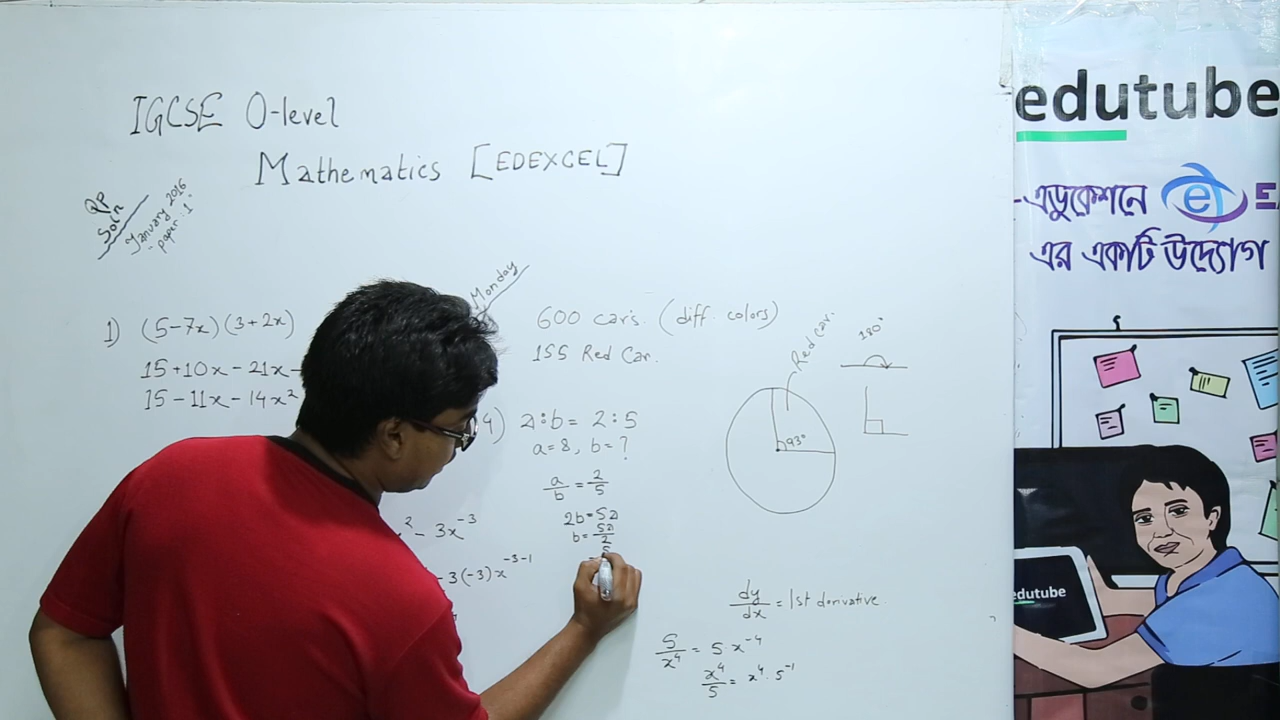 IGCSE O-level
Mathematics [EDEXCEL]
QP
Sol'n
January 2016
"paper: 1"
1) (5-7x)(3+2x)
15+10x-21x-
15-11x-14x²
Monday
600 car's. (diff. colors)
155 Red Car.
4) a:b= 2:5
a=8, b=?
a/b = 2/5
2b=5a
b=5a/2
² - 3x⁻³
- 3(-3)x⁻³⁻¹
Red car.
93°
180°
dy/dx = 1st derivative
5/x⁴ = 5 x⁻⁴
x⁴/5 = x⁴. 5⁻¹
edutube
-এডুকেশনে e E
এর একটি উদ্যোগ
edutube